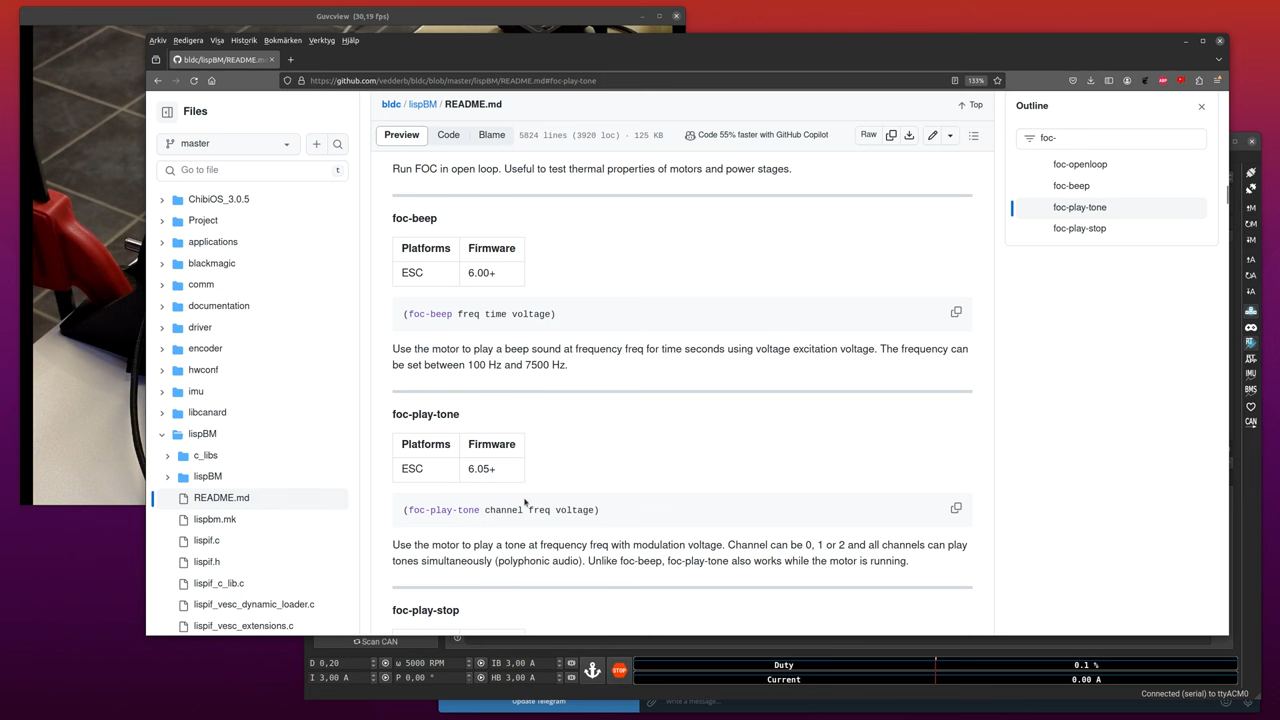 Guvcview (30,19 fps)
Arkiv Redigera Visa Historik Bokmärken Verktyg Hjälp
bldc/lispBM/README.m
https://github.com/vedderb/bldc/blob/master/lispBM/README.md#foc-play-tone
133%
Files
bldc / lispBM / README.md
Top
Outline
master
Preview Code Blame 5824 lines (3920 loc) · 125 KB Code 55% faster with GitHub Copilot Raw
foc-
Go to file t
foc-openloop
foc-beep
foc-play-tone
foc-play-stop
ChibiOS_3.0.5
Project
applications
blackmagic
comm
documentation
driver
encoder
hwconf
imu
libcanard
lispBM
c_libs
lispBM
README.md
lispbm.mk
lispif.c
lispif.h
lispif_c_lib.c
lispif_vesc_dynamic_loader.c
lispif_vesc_extensions.c
Run FOC in open loop. Useful to test thermal properties of motors and power stages.
foc-beep
Platforms Firmware
ESC 6.00+
(foc-beep freq time voltage)
Use the motor to play a beep sound at frequency freq for time seconds using voltage excitation voltage. The frequency can
be set between 100 Hz and 7500 Hz.
foc-play-tone
Platforms Firmware
ESC 6.05+
(foc-play-tone channel freq voltage)
Use the motor to play a tone at frequency freq with modulation voltage. Channel can be 0, 1 or 2 and all channels can play
tones simultaneously (polyphonic audio). Unlike foc-beep, foc-play-tone also works while the motor is running.
foc-play-stop
IMU
BMS
CAN
Scan CAN
D 0,20 ω 5000 RPM IB 3,00 A
I 3,00 A P 0,00 ° HB 3,00 A
STOP
Duty 0.1 %
Current 0.00 A
Connected (serial) to ttyACM0
Update Telegram
Write a message...